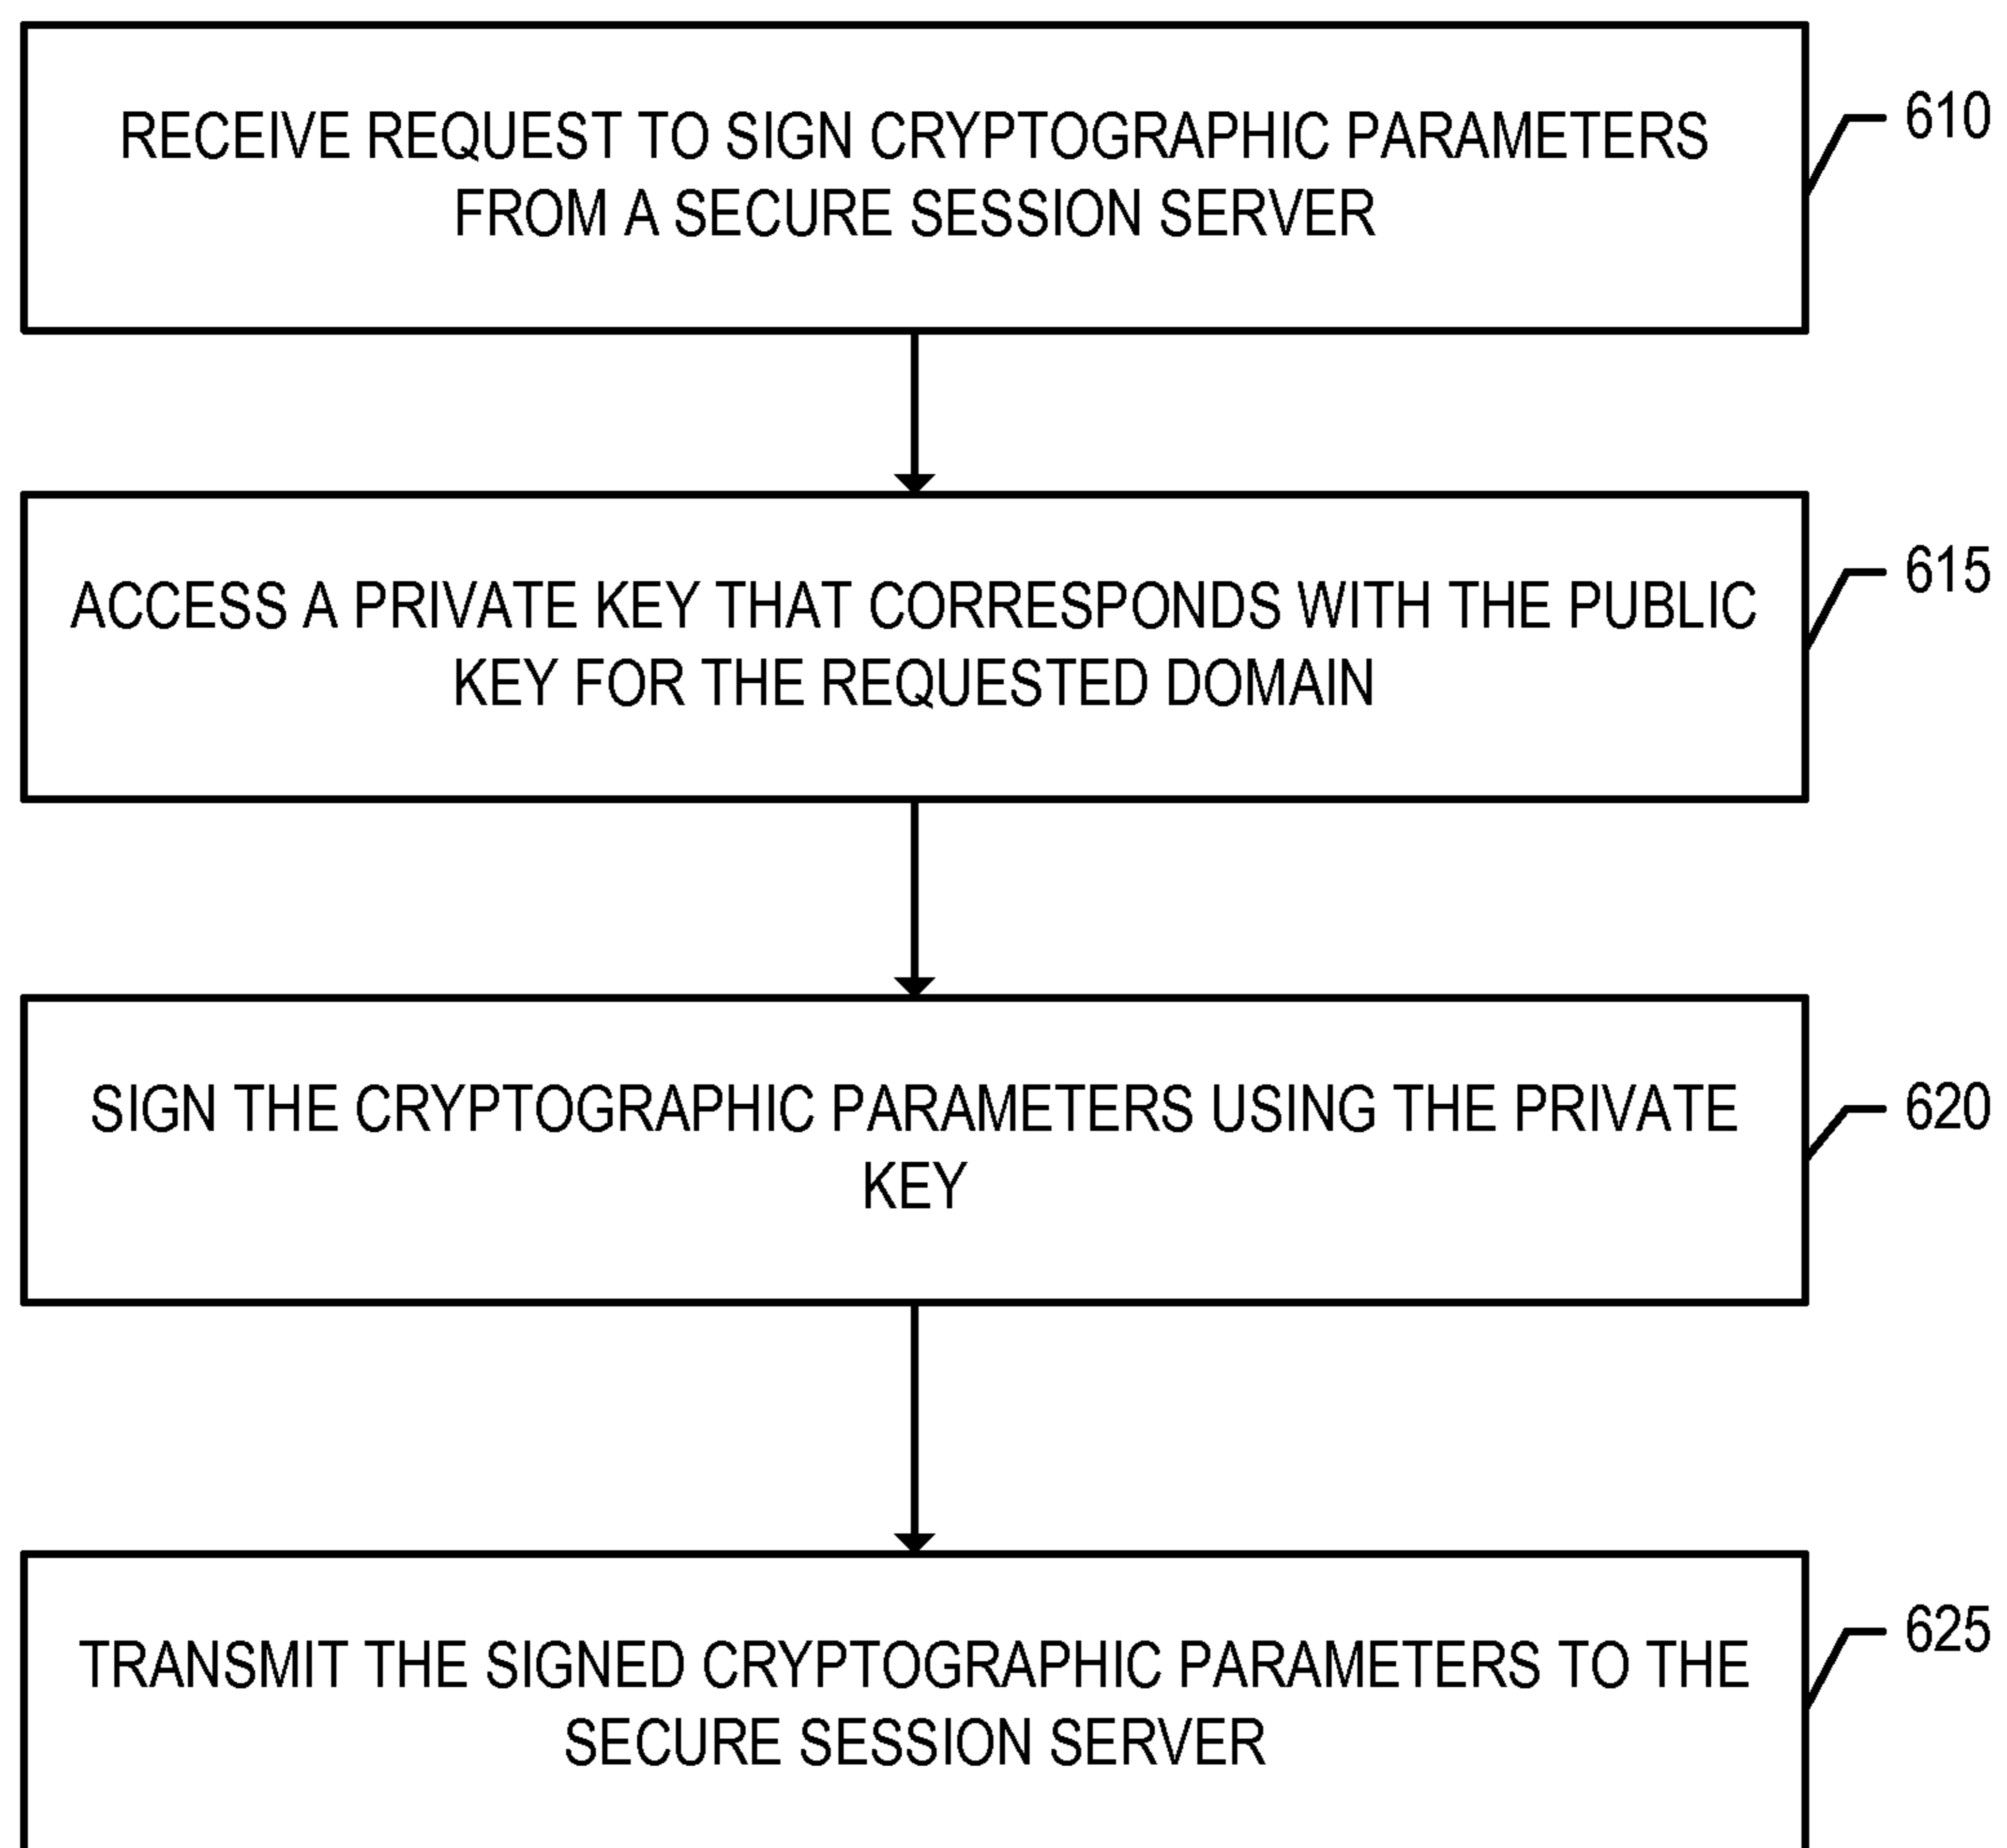 RECEIVE REQUEST TO SIGN CRYPTOGRAPHIC PARAMETERS
FROM A SECURE SESSION SERVER
610
ACCESS A PRIVATE KEY THAT CORRESPONDS WITH THE PUBLIC
KEY FOR THE REQUESTED DOMAIN
615
SIGN THE CRYPTOGRAPHIC PARAMETERS USING THE PRIVATE
KEY
620
TRANSMIT THE SIGNED CRYPTOGRAPHIC PARAMETERS TO THE
SECURE SESSION SERVER
625